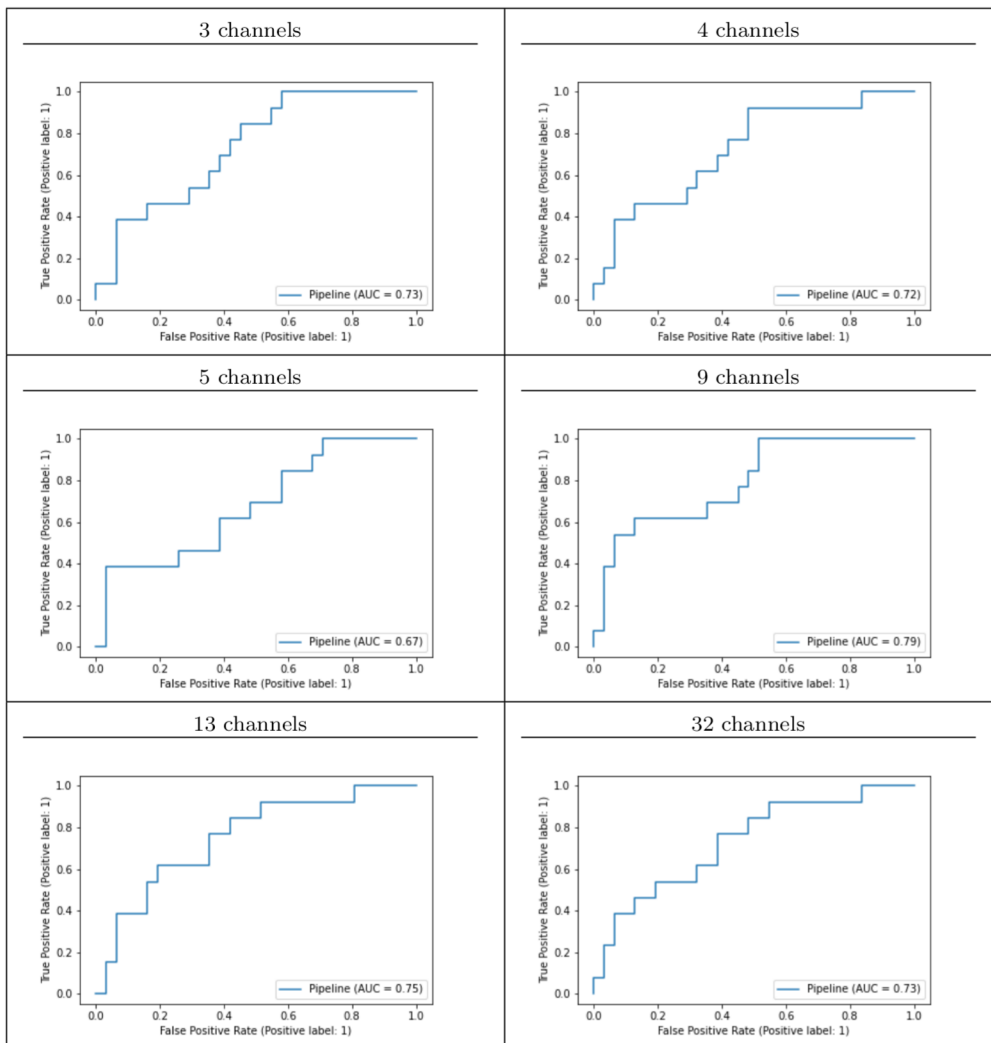 3 channels
True Positive Rate (Positive label: 1)
1.0
0.8
0.6
0.4
0.2
0.0
Pipeline (AUC = 0.73)
0.0 0.2 0.4 0.6 0.8 1.0
False Positive Rate (Positive label: 1)
4 channels
True Positive Rate (Positive label: 1)
1.0
0.8
0.6
0.4
0.2
0.0
Pipeline (AUC = 0.72)
0.0 0.2 0.4 0.6 0.8 1.0
False Positive Rate (Positive label: 1)
5 channels
True Positive Rate (Positive label: 1)
1.0
0.8
0.6
0.4
0.2
0.0
Pipeline (AUC = 0.67)
0.0 0.2 0.4 0.6 0.8 1.0
False Positive Rate (Positive label: 1)
9 channels
True Positive Rate (Positive label: 1)
1.0
0.8
0.6
0.4
0.2
0.0
Pipeline (AUC = 0.79)
0.0 0.2 0.4 0.6 0.8 1.0
False Positive Rate (Positive label: 1)
13 channels
True Positive Rate (Positive label: 1)
1.0
0.8
0.6
0.4
0.2
0.0
Pipeline (AUC = 0.75)
0.0 0.2 0.4 0.6 0.8 1.0
False Positive Rate (Positive label: 1)
32 channels
True Positive Rate (Positive label: 1)
1.0
0.8
0.6
0.4
0.2
0.0
Pipeline (AUC = 0.73)
0.0 0.2 0.4 0.6 0.8 1.0
False Positive Rate (Positive label: 1)